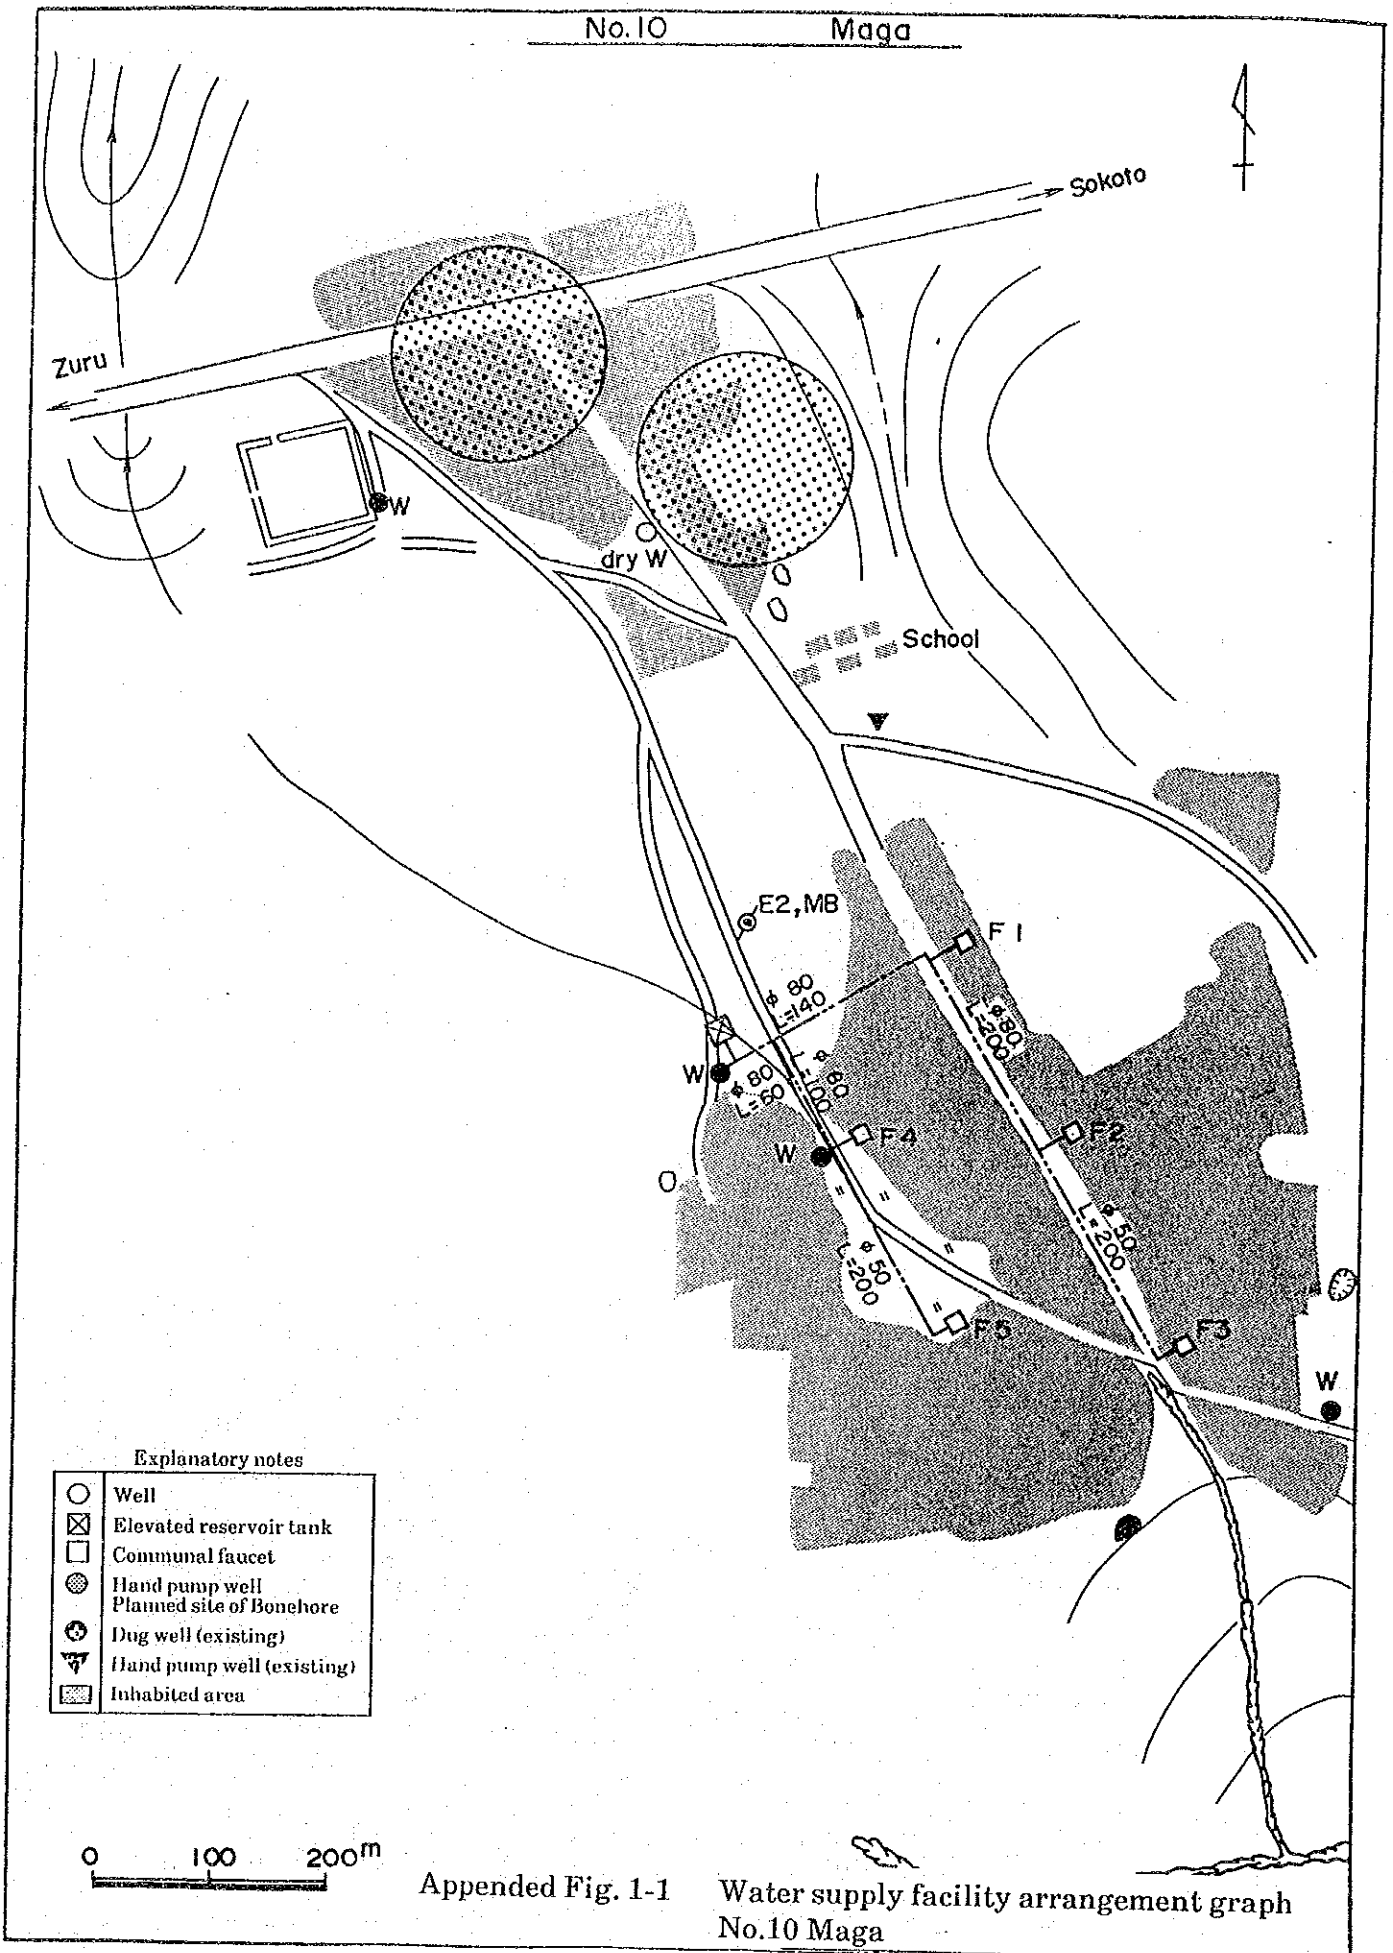 No.10 Maga
Sokoto
Zuru
W
dry W
School
E2, MB
F1
φ 80
L=140
φ 80
L=200
W
φ 80
L=60
φ 80
L=100
F4
F2
W
O
φ 50
L=200
φ 50
L=200
F5
F3
W
Explanatory notes
Well
Elevated reservoir tank
Communal faucet
Hand pump well
Planned site of Bonehore
Dug well (existing)
Hand pump well (existing)
Inhabited area
0 100 200m
Appended Fig. 1-1 Water supply facility arrangement graph
No.10 Maga